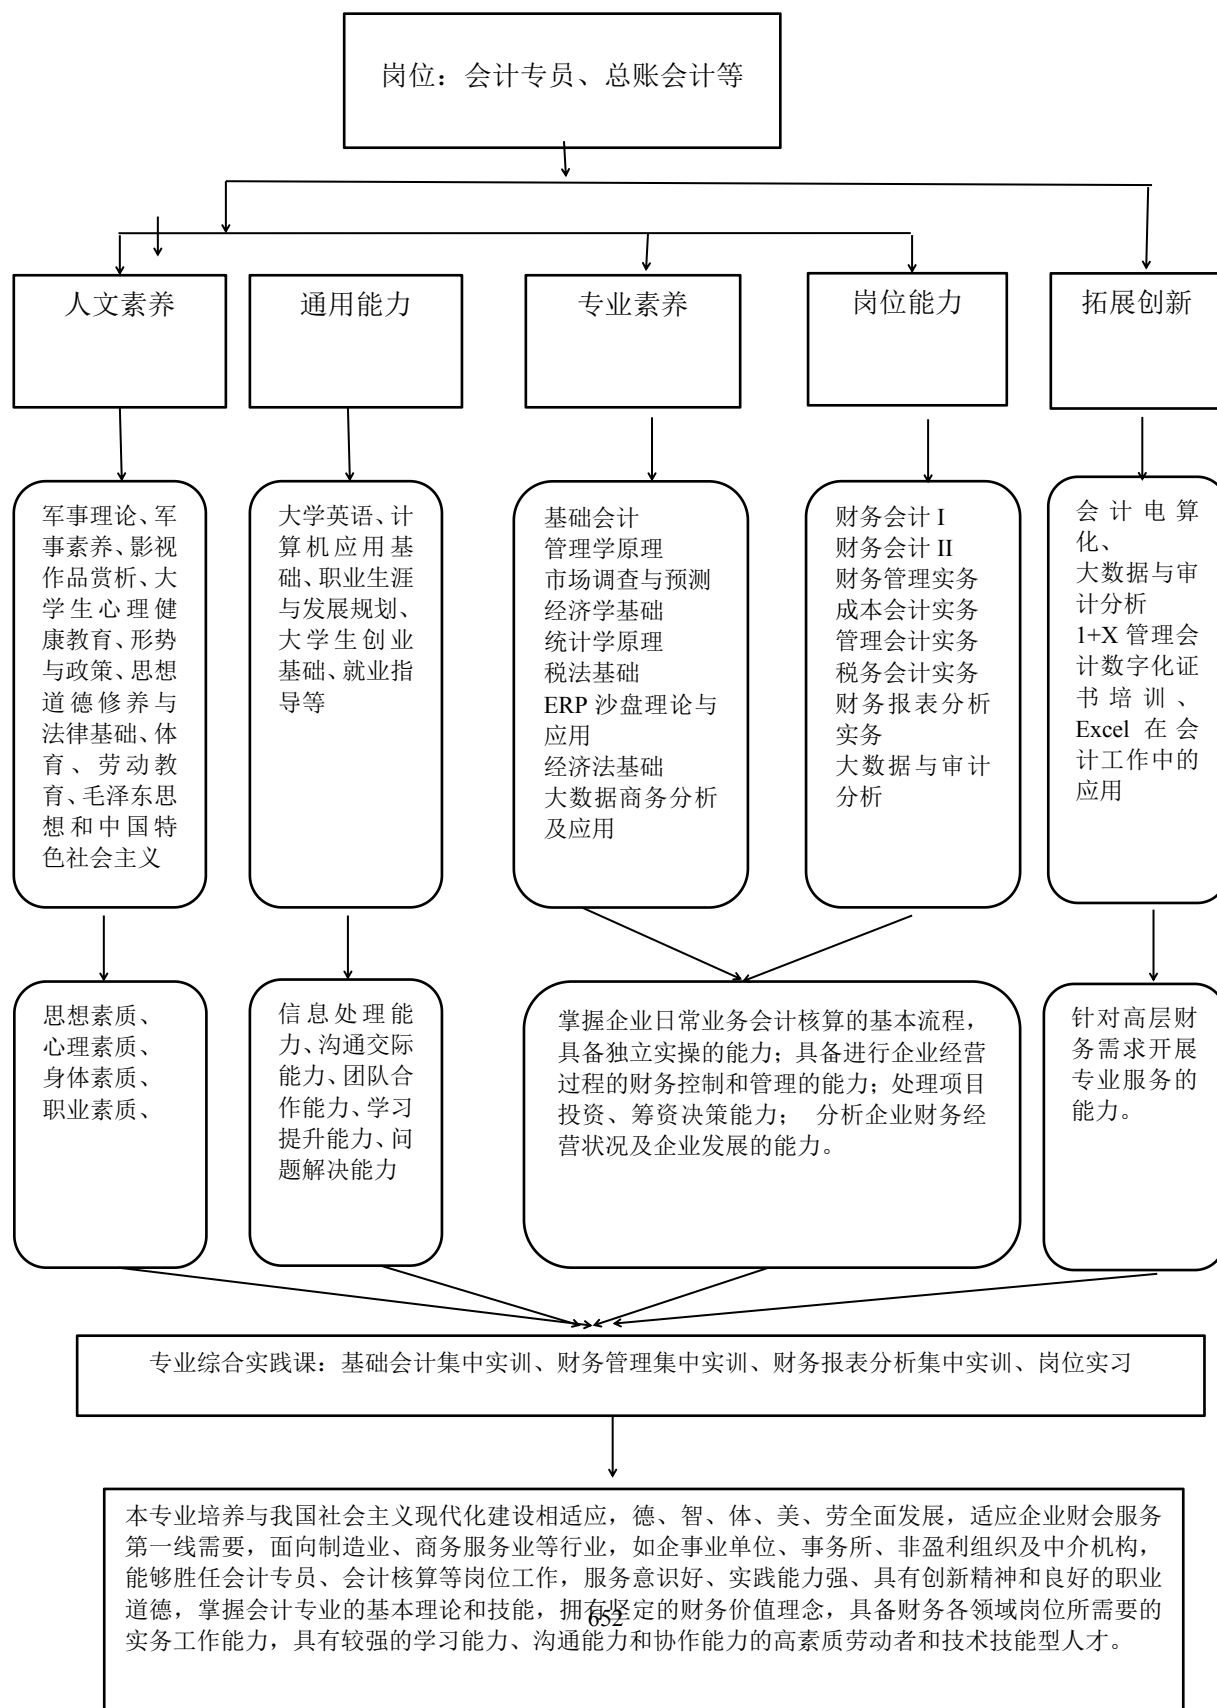 岗位：会计专员、总账会计等
人文素养
通用能力
专业素养
岗位能力
拓展创新
军事理论、军
事素养、影视
作品赏析、大
学生心理健
康教育、形势
与政策、思想
道德修养与
法律基础、体
育、劳动教
育、毛泽东思
想和中国特
色社会主义
大学英语、计
算机应用基
础、职业生涯
与发展规划、
大学生创业
基础、就业指
导等
基础会计
管理学原理
市场调查与预测
经济学基础
统计学原理
税法基础
ERP 沙盘理论与
应用
经济法基础
大数据商务分析
及应用
财务会计 I
财务会计 II
财务管理实务
成本会计实务
管理会计实务
税务会计实务
财务报表分析
实务
大数据与审计
分析
会计电算
化、
大数据与审
计分析
1+X 管理会
计数字化证
书培训、
Excel 在会
计工作中的
应用
思想素质、
心理素质、
身体素质、
职业素质、
信息处理能
力、沟通交际
能力、团队合
作能力、学习
提升能力、问
题解决能力
掌握企业日常业务会计核算的基本流程，
具备独立实操的能力；具备进行企业经营
过程的财务控制和管理的能力；处理项目
投资、筹资决策能力； 分析企业财务经
营状况及企业发展的能力。
针对高层财
务需求开展
专业服务的
能力。
专业综合实践课：基础会计集中实训、财务管理集中实训、财务报表分析集中实训、岗位实习
本专业培养与我国社会主义现代化建设相适应，德、智、体、美、劳全面发展，适应企业财会服务
第一线需要，面向制造业、商务服务业等行业，如企事业单位、事务所、非盈利组织及中介机构，
能够胜任会计专员、会计核算等岗位工作，服务意识好、实践能力强、具有创新精神和良好的职业
道德，掌握会计专业的基本理论和技能，拥有坚定的财务价值理念，具备财务各领域岗位所需要的
652
实务工作能力，具有较强的学习能力、沟通能力和协作能力的高素质劳动者和技术技能型人才。